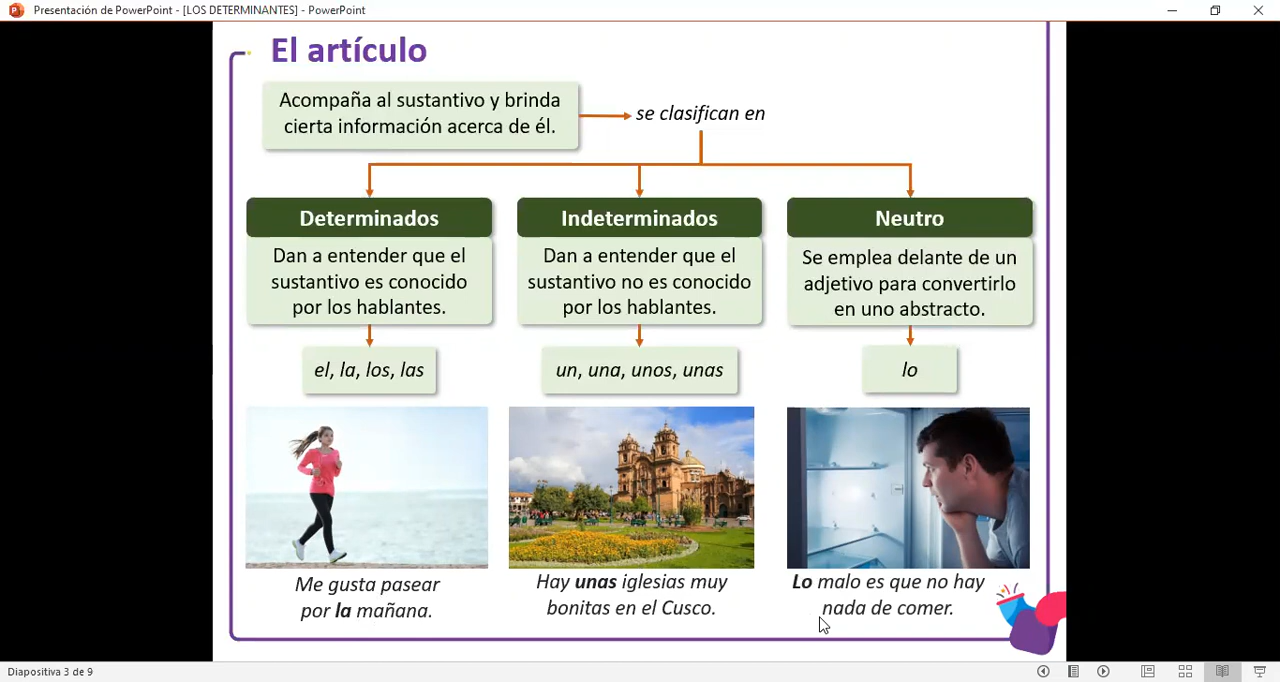 Presentación de PowerPoint - [LOS DETERMINANTES] - PowerPoint
El artículo
Acompaña al sustantivo y brinda
cierta información acerca de él.
se clasifican en
Determinados
Dan a entender que el
sustantivo es conocido
por los hablantes.
el, la, los, las
Me gusta pasear
por la mañana.
Indeterminados
Dan a entender que el
sustantivo no es conocido
por los hablantes.
un, una, unos, unas
Hay unas iglesias muy
bonitas en el Cusco.
Neutro
Se emplea delante de un
adjetivo para convertirlo
en uno abstracto.
lo
Lo malo es que no hay
nada de comer.
Diapositiva 3 de 9